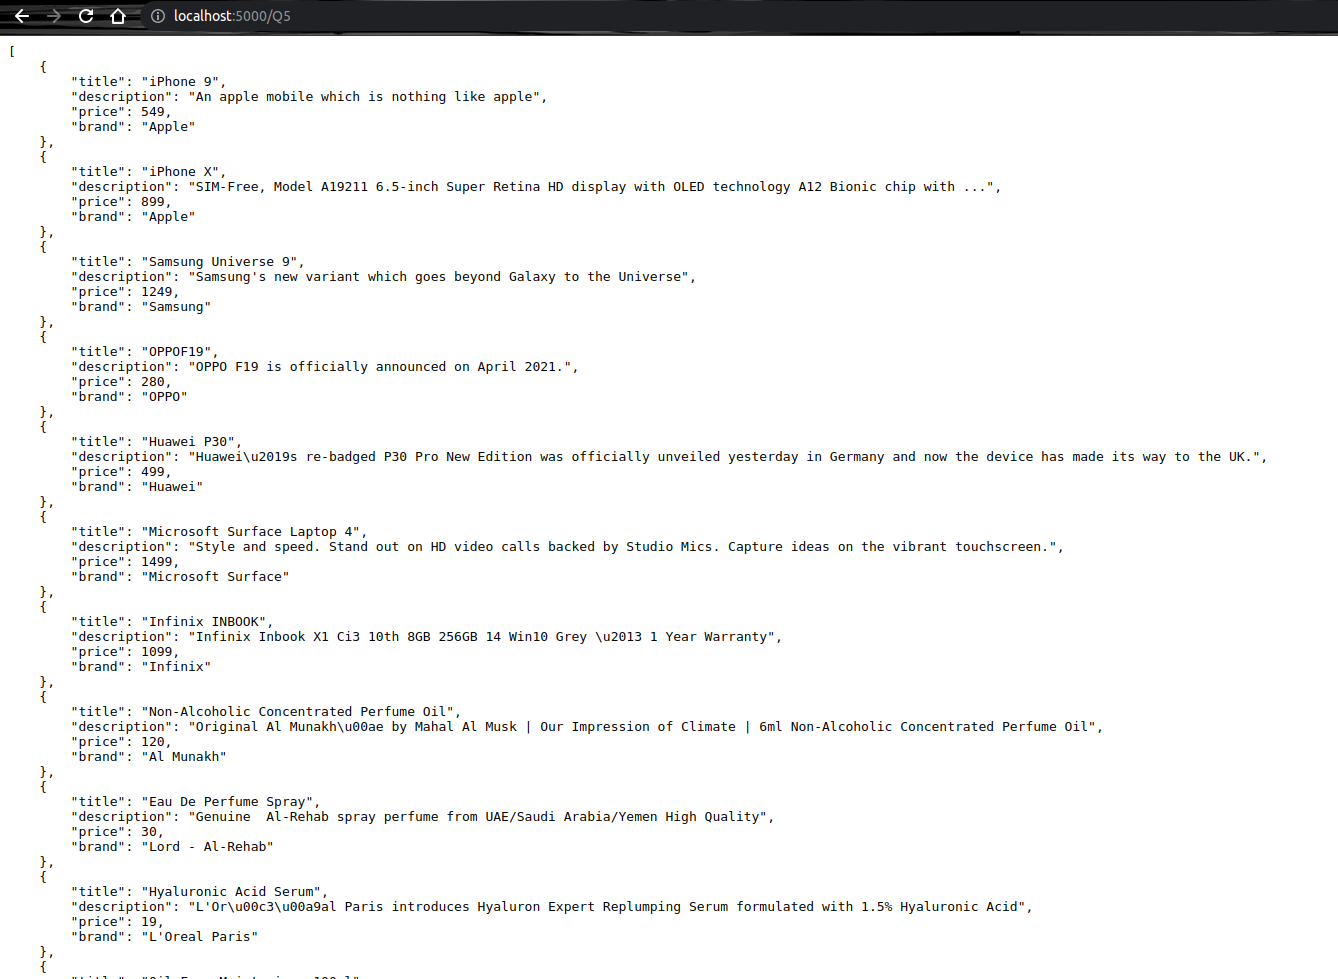 localhost:5000/Q5
[
    {
        "title": "iPhone 9",
        "description": "An apple mobile which is nothing like apple",
        "price": 549,
        "brand": "Apple"
    },
    {
        "title": "iPhone X",
        "description": "SIM-Free, Model A19211 6.5-inch Super Retina HD display with OLED technology A12 Bionic chip with ...",
        "price": 899,
        "brand": "Apple"
    },
    {
        "title": "Samsung Universe 9",
        "description": "Samsung's new variant which goes beyond Galaxy to the Universe",
        "price": 1249,
        "brand": "Samsung"
    },
    {
        "title": "OPPOF19",
        "description": "OPPO F19 is officially announced on April 2021.",
        "price": 280,
        "brand": "OPPO"
    },
    {
        "title": "Huawei P30",
        "description": "Huawei\u2019s re-badged P30 Pro New Edition was officially unveiled yesterday in Germany and now the device has made its way to the UK.",
        "price": 499,
        "brand": "Huawei"
    },
    {
        "title": "Microsoft Surface Laptop 4",
        "description": "Style and speed. Stand out on HD video calls backed by Studio Mics. Capture ideas on the vibrant touchscreen.",
        "price": 1499,
        "brand": "Microsoft Surface"
    },
    {
        "title": "Infinix INBOOK",
        "description": "Infinix Inbook X1 Ci3 10th 8GB 256GB 14 Win10 Grey \u2013 1 Year Warranty",
        "price": 1099,
        "brand": "Infinix"
    },
    {
        "title": "Non-Alcoholic Concentrated Perfume Oil",
        "description": "Original Al Munakh\u00ae by Mahal Al Musk | Our Impression of Climate | 6ml Non-Alcoholic Concentrated Perfume Oil",
        "price": 120,
        "brand": "Al Munakh"
    },
    {
        "title": "Eau De Perfume Spray",
        "description": "Genuine  Al-Rehab spray perfume from UAE/Saudi Arabia/Yemen High Quality",
        "price": 30,
        "brand": "Lord - Al-Rehab"
    },
    {
        "title": "Hyaluronic Acid Serum",
        "description": "L'Or\u00c3\u00a9al Paris introduces Hyaluron Expert Replumping Serum formulated with 1.5% Hyaluronic Acid",
        "price": 19,
        "brand": "L'Oreal Paris"
    },
    {